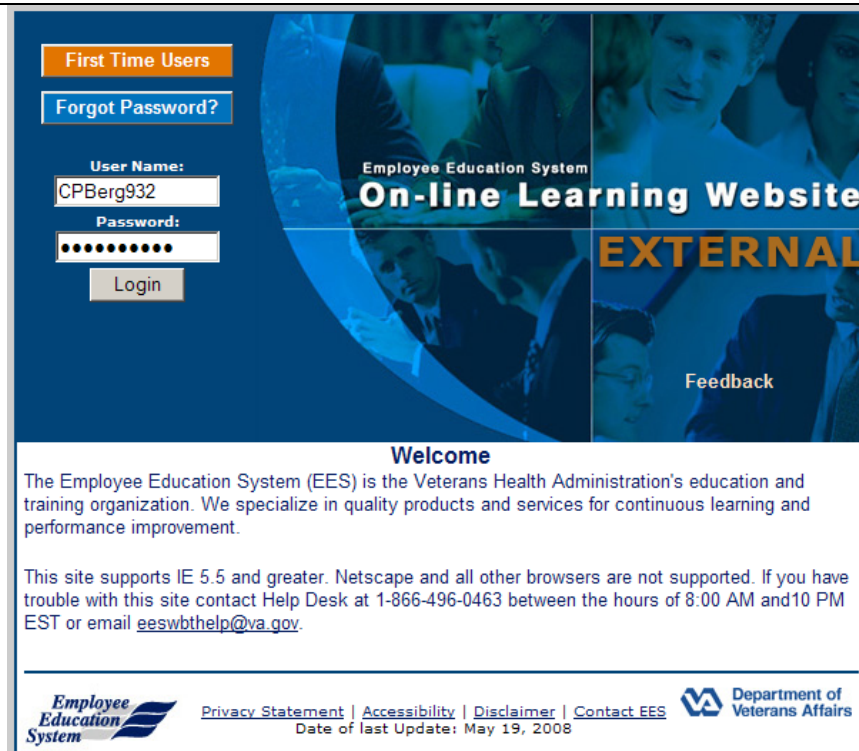 First Time Users
Forgot Password?
User Name:
CPBerg932
Password:
••••••••••
Login
Employee Education System
On-line Learning Website
EXTERNAL
Feedback
Welcome
The Employee Education System (EES) is the Veterans Health Administration's education and
training organization. We specialize in quality products and services for continuous learning and
performance improvement.
This site supports IE 5.5 and greater. Netscape and all other browsers are not supported. If you have
trouble with this site contact Help Desk at 1-866-496-0463 between the hours of 8:00 AM and10 PM
EST or email eeswbthelp@va.gov.
Employee
Education
System
Privacy Statement | Accessibility | Disclaimer | Contact EES
Date of last Update: May 19, 2008
VA
Department of
Veterans Affairs